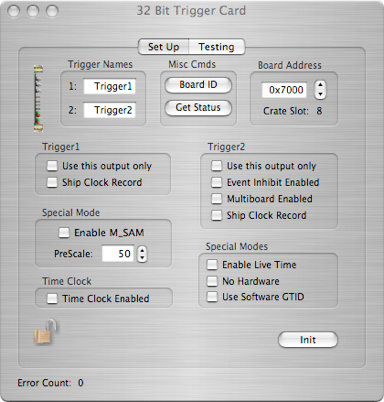 32 Bit Trigger Card
Set Up Testing
Trigger Names
1: Trigger1
2: Trigger2
Misc Cmds
Board ID
Get Status
Board Address
0x7000
Crate Slot: 8
Trigger1
Use this output only
Ship Clock Record
Trigger2
Use this output only
Event Inhibit Enabled
Multiboard Enabled
Ship Clock Record
Special Mode
Enable M_SAM
PreScale: 50
Special Modes
Enable Live Time
No Hardware
Use Software GTID
Time Clock
Time Clock Enabled
Init
Error Count: 0